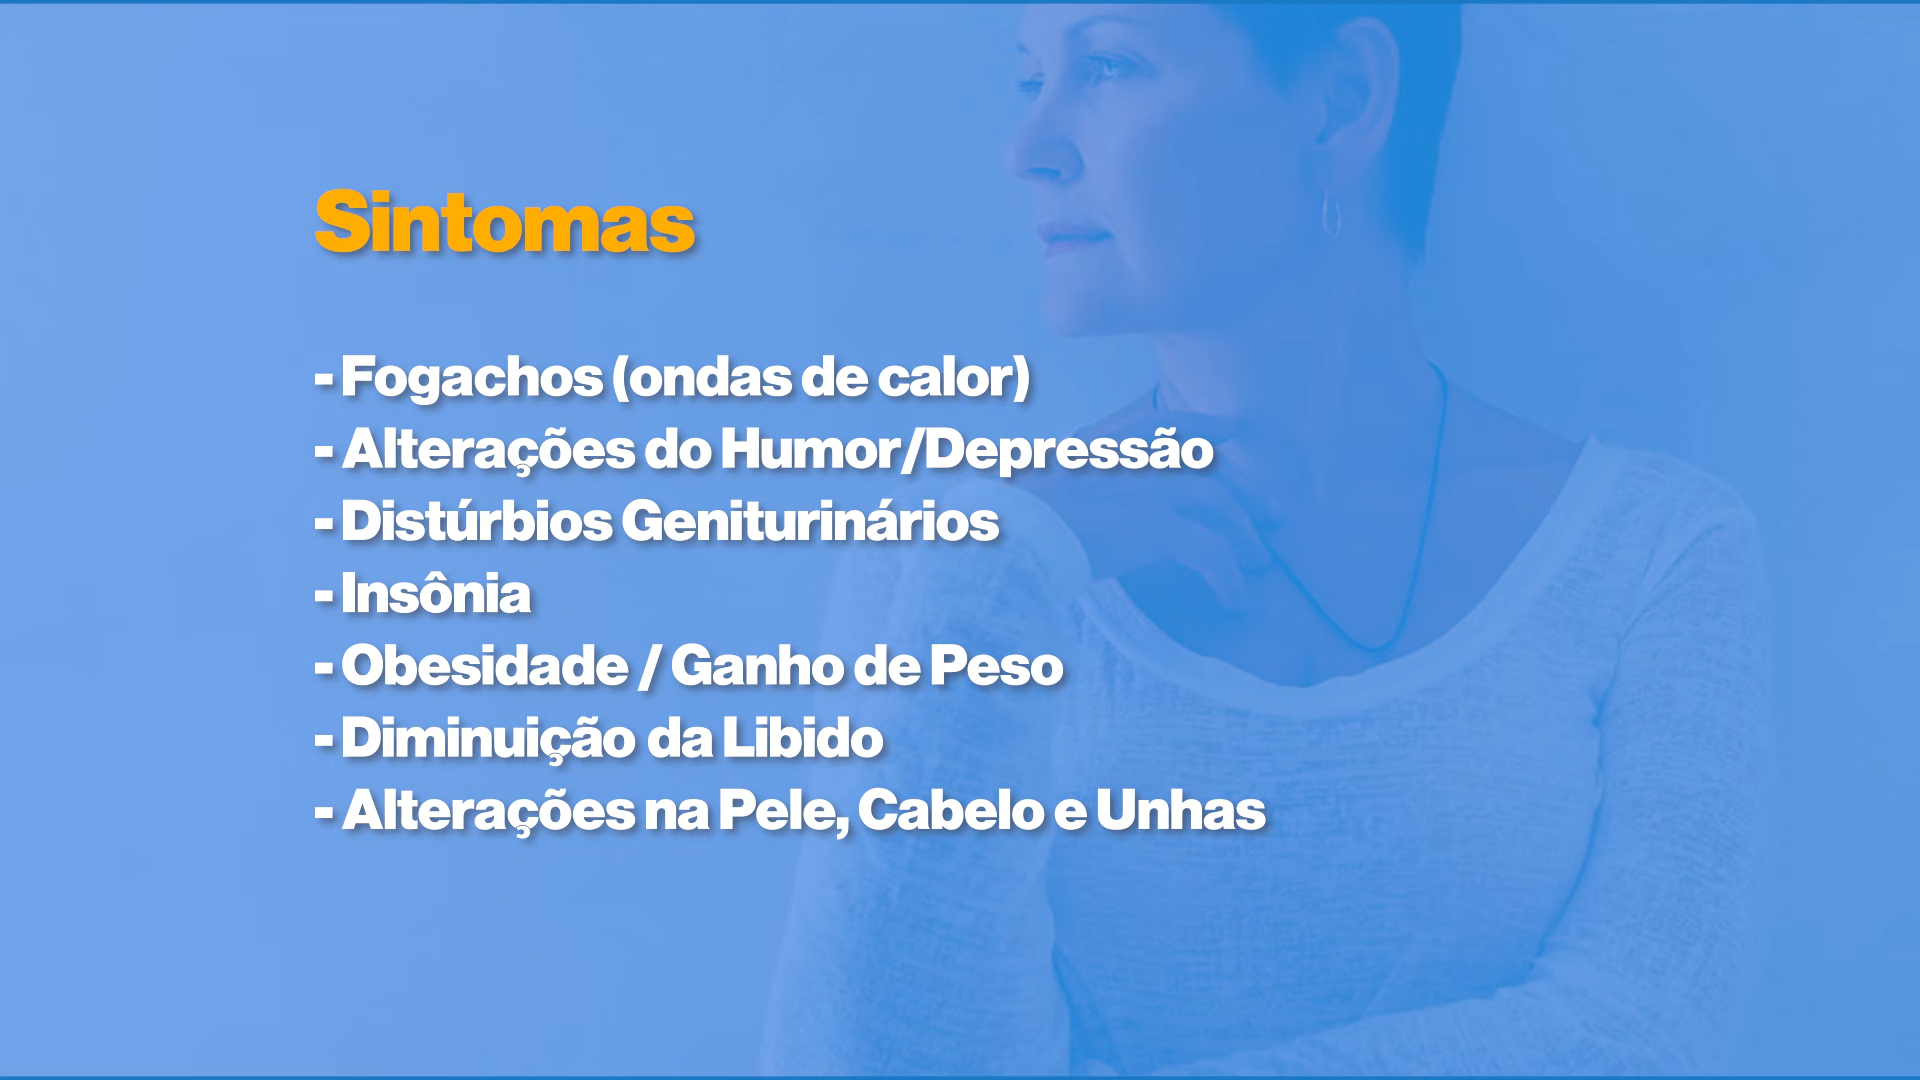 Sintomas
- Fogachos (ondas de calor)
- Alterações do Humor/Depressão
- Distúrbios Geniturinários
- Insônia
- Obesidade / Ganho de Peso
- Diminuição da Libido
- Alterações na Pele, Cabelo e Unhas